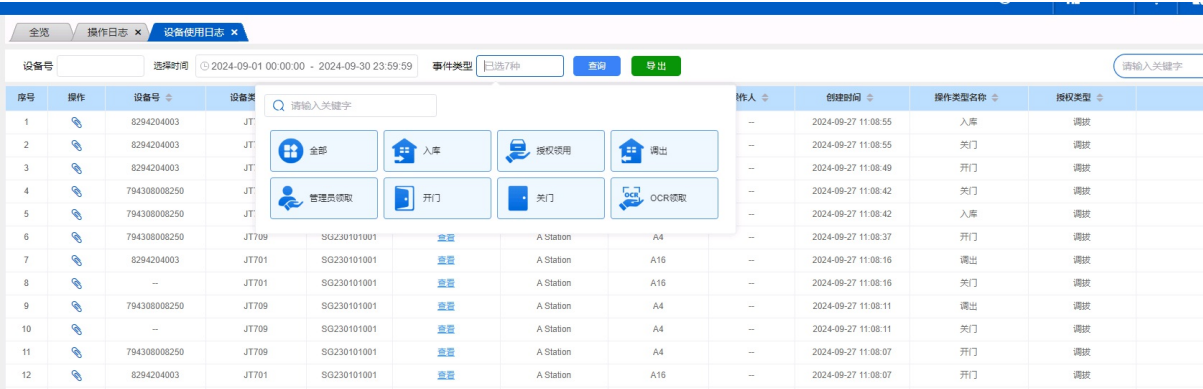 全览 操作日志 × 设备使用日志 ×
设备号 选择时间 2024-09-01 00:00:00 - 2024-09-30 23:59:59 事件类型 已选7种 查询 导出 请输入关键字
序号 操作 设备号 设备类 操作人 创建时间 操作类型名称 授权类型
请输入关键字
全部 入库 授权领用 调出
管理员领取 开门 关门 OCR领取
1 8294204003 JT -- 2024-09-27 11:08:55 入库 调拨
2 8294204003 JT -- 2024-09-27 11:08:55 关门 调拨
3 8294204003 JT -- 2024-09-27 11:08:49 开门 调拨
4 794308008250 JT -- 2024-09-27 11:08:42 关门 调拨
5 794308008250 JT -- 2024-09-27 11:08:42 入库 调拨
6 794308008250 JT709 SG230101001 查看 A Station A4 -- 2024-09-27 11:08:37 开门 调拨
7 8294204003 JT701 SG230101001 查看 A Station A16 -- 2024-09-27 11:08:16 调出 调拨
8 -- JT701 SG230101001 查看 A Station A16 -- 2024-09-27 11:08:16 关门 调拨
9 794308008250 JT709 SG230101001 查看 A Station A4 -- 2024-09-27 11:08:11 调出 调拨
10 -- JT709 SG230101001 查看 A Station A4 -- 2024-09-27 11:08:11 关门 调拨
11 794308008250 JT709 SG230101001 查看 A Station A4 -- 2024-09-27 11:08:07 开门 调拨
12 8294204003 JT701 SG230101001 查看 A Station A16 -- 2024-09-27 11:08:07 开门 调拨